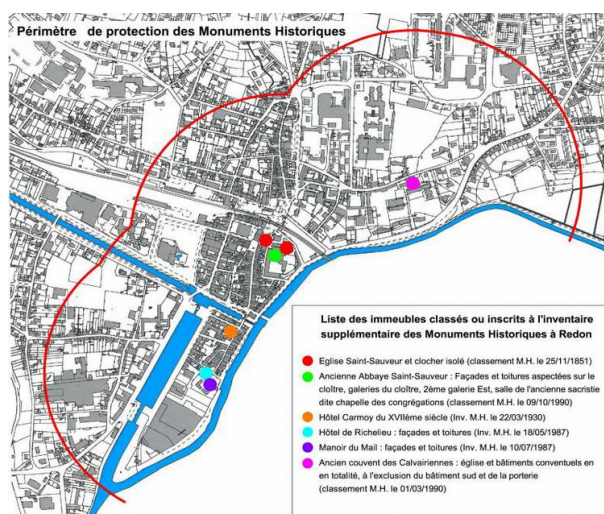 Périmètre de protection des Monuments Historiques
Liste des immeubles classés ou inscrits à l'inventaire
supplémentaire des Monuments Historiques à Redon
Eglise Saint-Sauveur et clocher isolé (classement M.H. le 25/11/1851)
Ancienne Abbaye Saint-Sauveur : Façades et toitures aspectées sur le
cloître, galeries du cloître, 2ème galerie Est, salle de l'ancienne sacristie
dite chapelle des congrégations (classement M.H. le 09/10/1990)
Hôtel Carmoy du XVIIème siècle (Inv. M.H. le 22/03/1930)
Hôtel de Richelieu : façades et toitures (Inv. M.H. le 18/05/1987)
Manoir du Mail : façades et toitures (Inv. M.H. le 10/07/1987)
Ancien couvent des Calvairiennes : église et bâtiments conventuels en
en totalité, à l'exclusion du bâtiment sud et de la porterie
(classement M.H. le 01/03/1990)